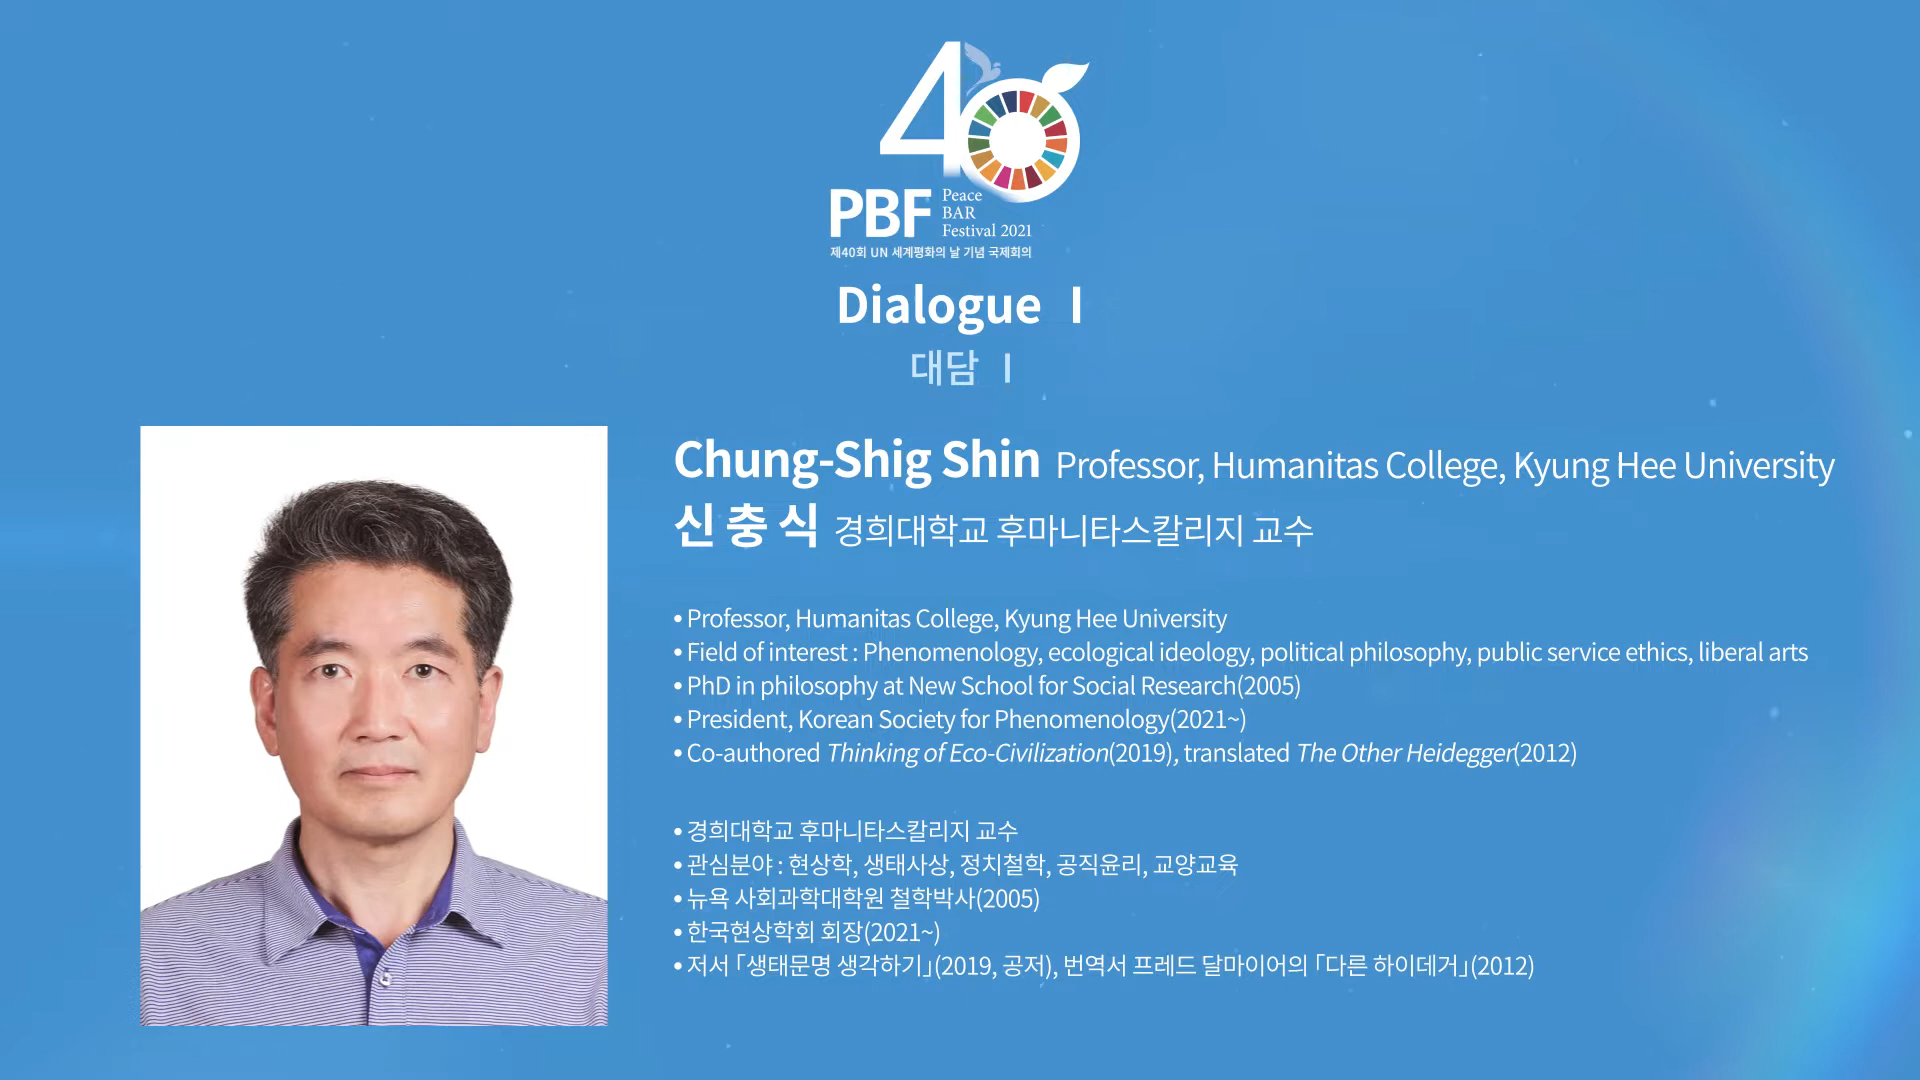 40
PBF
Peace
BAR
Festival 2021
제40회 UN 세계평화의 날 기념 국제회의
Dialogue I
대담 I
Chung-Shig Shin Professor, Humanitas College, Kyung Hee University
신 충 식 경희대학교 후마니타스칼리지 교수
• Professor, Humanitas College, Kyung Hee University
• Field of interest : Phenomenology, ecological ideology, political philosophy, public service ethics, liberal arts
• PhD in philosophy at New School for Social Research(2005)
• President, Korean Society for Phenomenology(2021~)
• Co-authored Thinking of Eco-Civilization(2019), translated The Other Heidegger(2012)
• 경희대학교 후마니타스칼리지 교수
• 관심분야 : 현상학, 생태사상, 정치철학, 공직윤리, 교양교육
• 뉴욕 사회과학대학원 철학박사(2005)
• 한국현상학회 회장(2021~)
• 저서 「생태문명 생각하기」(2019, 공저), 번역서 프레드 달마이어의 「다른 하이데거」(2012)